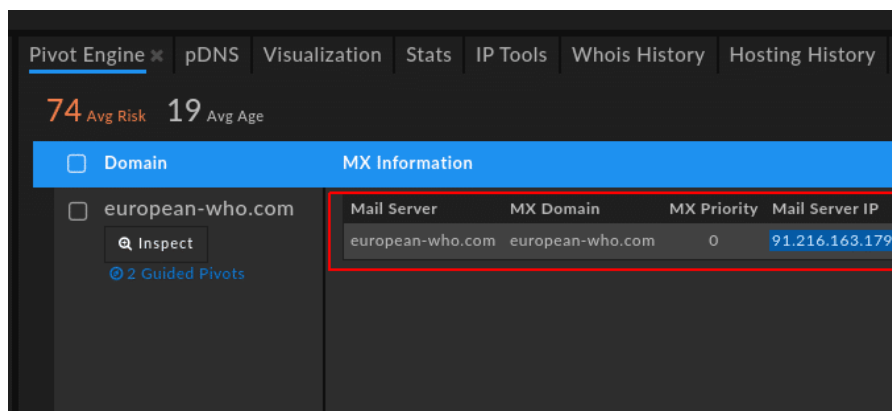 Pivot Engine × pDNS Visualization Stats IP Tools Whois History Hosting History
74 Avg Risk 19 Avg Age
Domain MX Information
european-who.com Mail Server MX Domain MX Priority Mail Server IP
Inspect european-who.com european-who.com 0 91.216.163.179
2 Guided Pivots